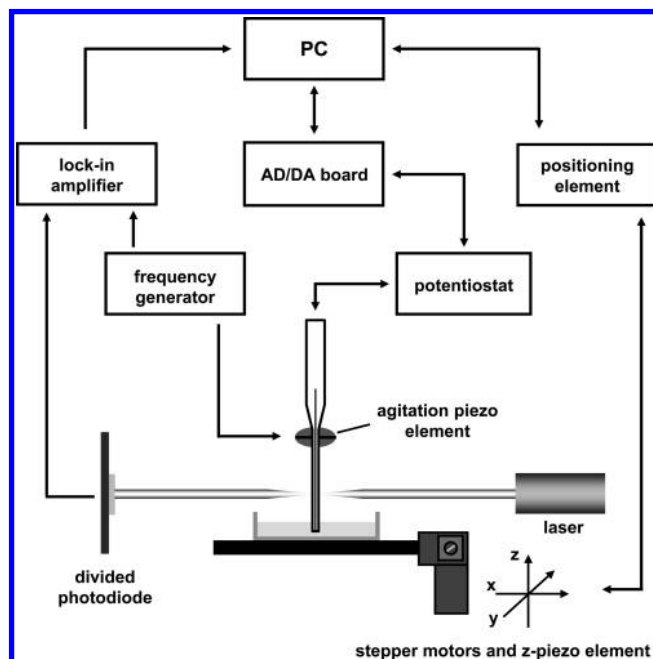 PC
lock-in
amplifier
AD/DA board
positioning
element
frequency
generator
potentiostat
agitation piezo
element
laser
divided
photodiode
z
x
y
stepper motors and z-piezo element